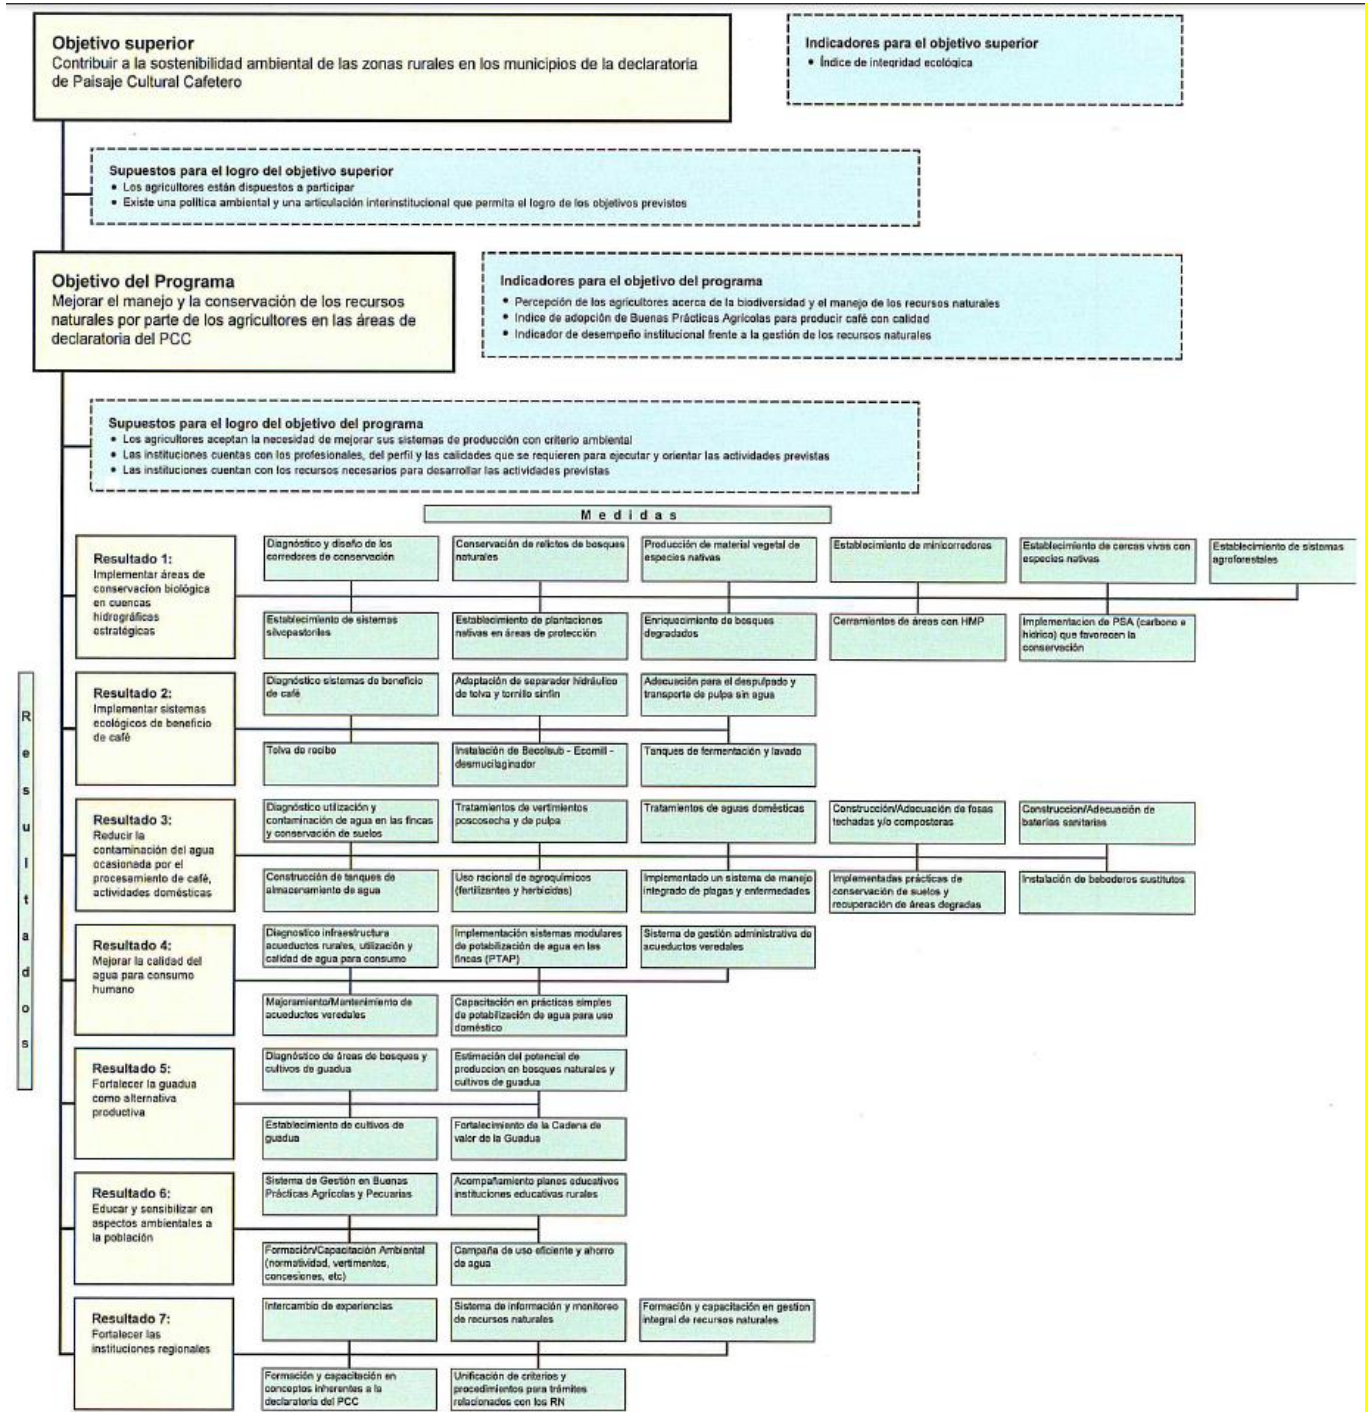 Objetivo superior
Contribuir a la sostenibilidad ambiental de las zonas rurales en los municipios de la declaratoria
de Paisaje Cultural Cafetero
Indicadores para el objetivo superior
• Índice de integridad ecológica
Supuestos para el logro del objetivo superior
• Los agricultores están dispuestos a participar
• Existe una política ambiental y una articulación interinstitucional que permita el logro de los objetivos previstos
Objetivo del Programa
Mejorar el manejo y la conservación de los recursos
naturales por parte de los agricultores en las áreas de
declaratoria del PCC
Indicadores para el objetivo del programa
• Percepción de los agricultores acerca de la biodiversidad y el manejo de los recursos naturales
• Indice de adopción de Buenas Prácticas Agrícolas para producir café con calidad
• Indicador de desempeño institucional frente a la gestión de los recursos naturales
Supuestos para el logro del objetivo del programa
• Los agricultores aceptan la necesidad de mejorar sus sistemas de producción con criterio ambiental
• Las instituciones cuentas con los profesionales, del perfil y las calidades que se requieren para ejecutar y orientar las actividades previstas
• Las instituciones cuentan con los recursos necesarios para desarrollar las actividades previstas
Medidas
Resultados
Resultado 1:
Implementar áreas de
conservacion biológica
en cuencas
hidrográficas
estratégicas
Diagnóstico y diseño de los
corredores de conservación
Conservación de relictos de bosques
naturales
Producción de material vegetal de
especies nativas
Establecimiento de minicorredores
Establecimiento de cercas vivas con
especies nativas
Establecimiento de sistemas
agroforestales
Establecimiento de sistemas
silvopastoriles
Establecimiento de plantaciones
nativas en áreas de protección
Enriquecimiento de bosques
degradados
Cerramientos de áreas con HMP
Implementacion de PSA (carbono e
hídrico) que favorecen la
conservación
Resultado 2:
Implementar sistemas
ecológicos de beneficio
de café
Diagnóstico sistemas de beneficio
de café
Adaptación de separador hidráulico
de tolva y tornillo sinfín
Adecuación para el despulpado y
transporte de pulpa sin agua
Tolva de recibo
Instalación de Becolsub - Ecomill -
desmucilaginador
Tanques de fermentación y lavado
Resultado 3:
Reducir la
contaminación del agua
ocasionada por el
procesamiento de café,
actividades domésticas
Diagnóstico utilización y
contaminación de agua en las fincas
y conservación de suelos
Tratamientos de vertimientos
poscosecha y de pulpa
Tratamientos de aguas domésticas
Construcción/Adecuación de fosas
techadas y/o composteras
Construccion/Adecuación de
baterías sanitarias
Construcción de tanques de
almacenamiento de agua
Uso racional de agroquímicos
(fertilizantes y herbicidas)
Implementado un sistema de manejo
integrado de plagas y enfermedades
Implementadas prácticas de
conservación de suelos y
recuperación de áreas degradas
Instalación de bebederos sustitutos
Resultado 4:
Mejorar la calidad del
agua para consumo
humano
Diagnostico infraestructura
acueductos rurales, utilización y
calidad de agua para consumo
Implementación sistemas modulares
de potabilización de agua en las
fincas (PTAP)
Sistema de gestión administrativa de
acueductos veredales
Mejoramiento/Mantenimiento de
acueductos veredales
Capacitación en prácticas simples
de potabilización de agua para uso
doméstico
Resultado 5:
Fortalecer la guadua
como alternativa
productiva
Diagnóstico de áreas de bosques y
cultivos de guadua
Estimación del potencial de
produccion en bosques naturales y
cultivos de guadua
Establecimiento de cultivos de
guadua
Fortalecimiento de la Cadena de
valor de la Guadua
Resultado 6:
Educar y sensibilizar en
aspectos ambientales a
la población
Sistema de Gestión en Buenas
Prácticas Agrícolas y Pecuarias
Acompañamiento planes educativos
instituciones educativas rurales
Formación/Capacitación Ambiental
(normatividad, vertimentos,
concesiones, etc)
Campaña de uso eficiente y ahorro
de agua
Resultado 7:
Fortalecer las
instituciones regionales
Intercambio de experiencias
Sistema de información y monitoreo
de recursos naturales
Formación y capacitación en gestion
integral de recursos naturales
Formación y capacitación en
conceptos inherentes a la
declaratoria del PCC
Unificación de criterios y
procedimientos para trámites
relacionados con los RN